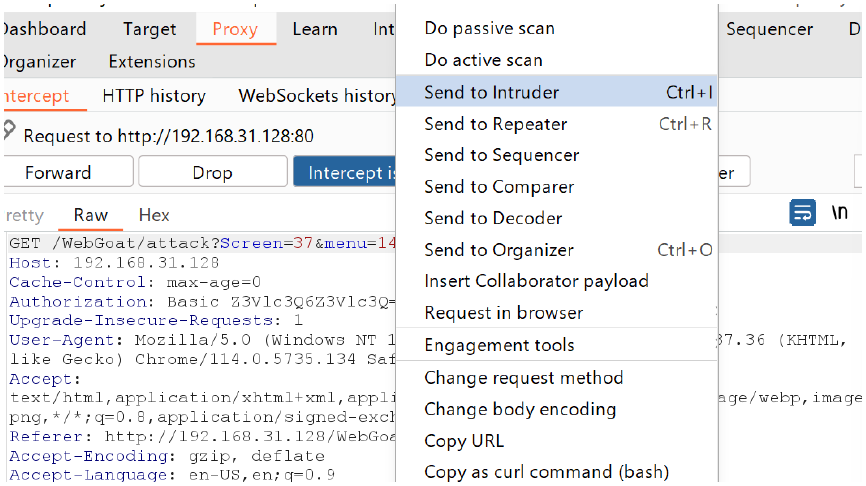 Dashboard Target Proxy Learn Int Sequencer D
Organizer Extensions
ntercept HTTP history WebSockets history
Request to http://192.168.31.128:80
Forward Drop Intercept is er
retty Raw Hex \n
GET /WebGoat/attack?Screen=37&menu=14
Host: 192.168.31.128
Cache-Control: max-age=0
Authorization: Basic Z3Vlc3Q6Z3Vlc3Q=
Upgrade-Insecure-Requests: 1
User-Agent: Mozilla/5.0 (Windows NT 1 37.36 (KHTML,
like Gecko) Chrome/114.0.5735.134 Saf
Accept:
text/html,application/xhtml+xml,appli age/webp,image
png,*/*;q=0.8,application/signed-exch
Referer: http://192.168.31.128/WebGoa
Accept-Encoding: gzip, deflate
Accept-Language: en-US,en;q=0.9
Do passive scan
Do active scan
Send to Intruder Ctrl+I
Send to Repeater Ctrl+R
Send to Sequencer
Send to Comparer
Send to Decoder
Send to Organizer Ctrl+O
Insert Collaborator payload
Request in browser
Engagement tools
Change request method
Change body encoding
Copy URL
Copy as curl command (bash)